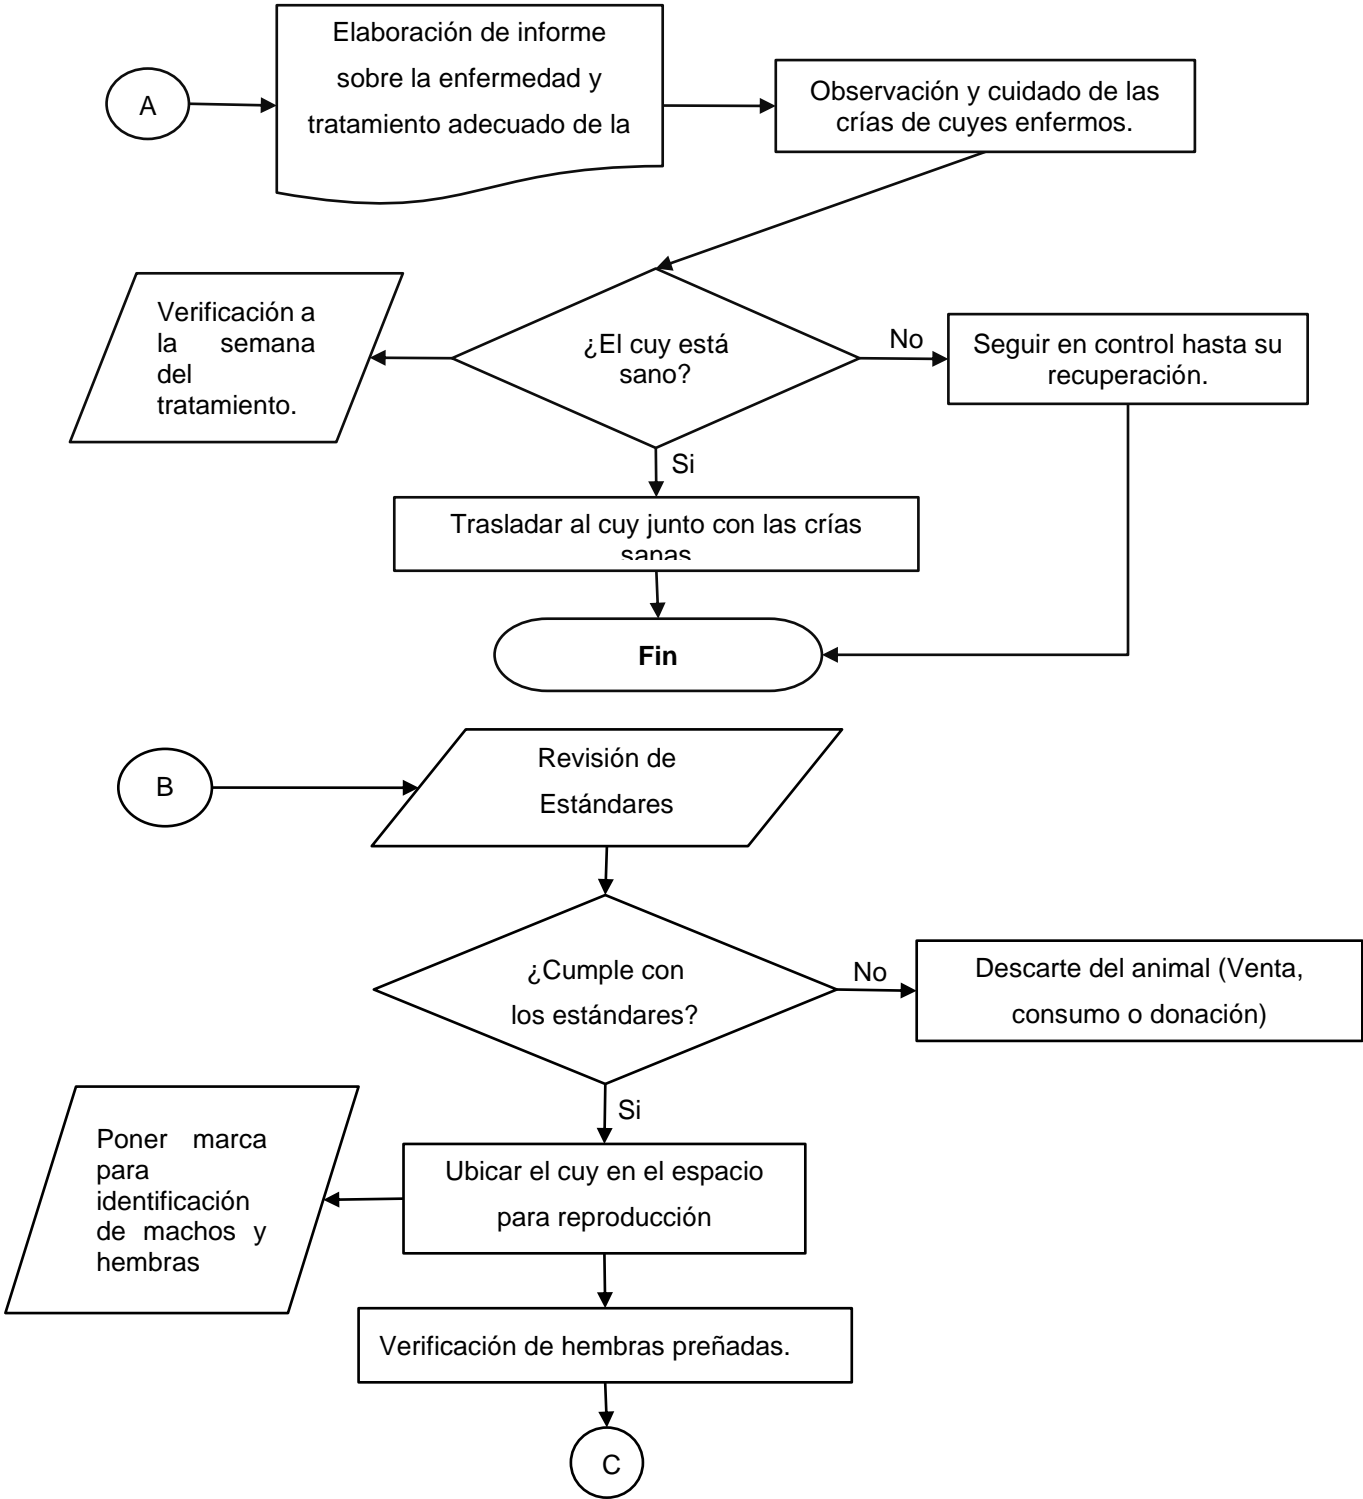 A
Elaboración de informe
sobre la enfermedad y
tratamiento adecuado de la
Observación y cuidado de las
crías de cuyes enfermos.
Verificación a
la semana
del
tratamiento.
¿El cuy está
sano?
No
Seguir en control hasta su
recuperación.
Si
Trasladar al cuy junto con las crías
sanas
Fin
B
Revisión de
Estándares
¿Cumple con
los estándares?
No
Descarte del animal (Venta,
consumo o donación)
Si
Poner marca
para
identificación
de machos y
hembras
Ubicar el cuy en el espacio
para reproducción
Verificación de hembras preñadas.
C